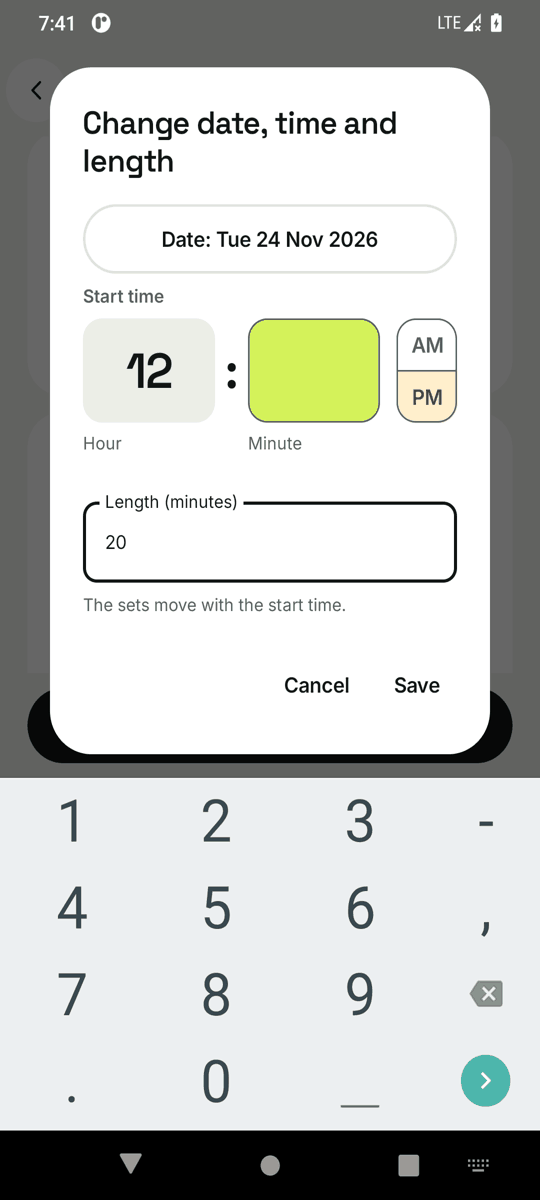 7:41
LTE
Change date, time and
length
Date: Tue 24 Nov 2026
Start time
12 :
AM
PM
Hour Minute
Length (minutes)
20
The sets move with the start time.
Cancel Save
1 2 3 -
4 5 6 ,
7 8 9
. 0 _